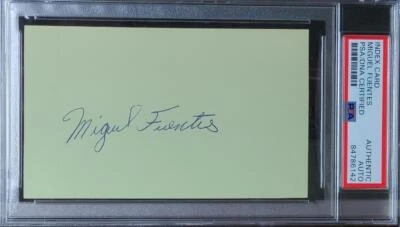 Miguel Fuentes
INDEX CARD
MIGUEL FUENTES
PSA/DNA CERTIFIED
AUTHENTIC
AUTO
84786142